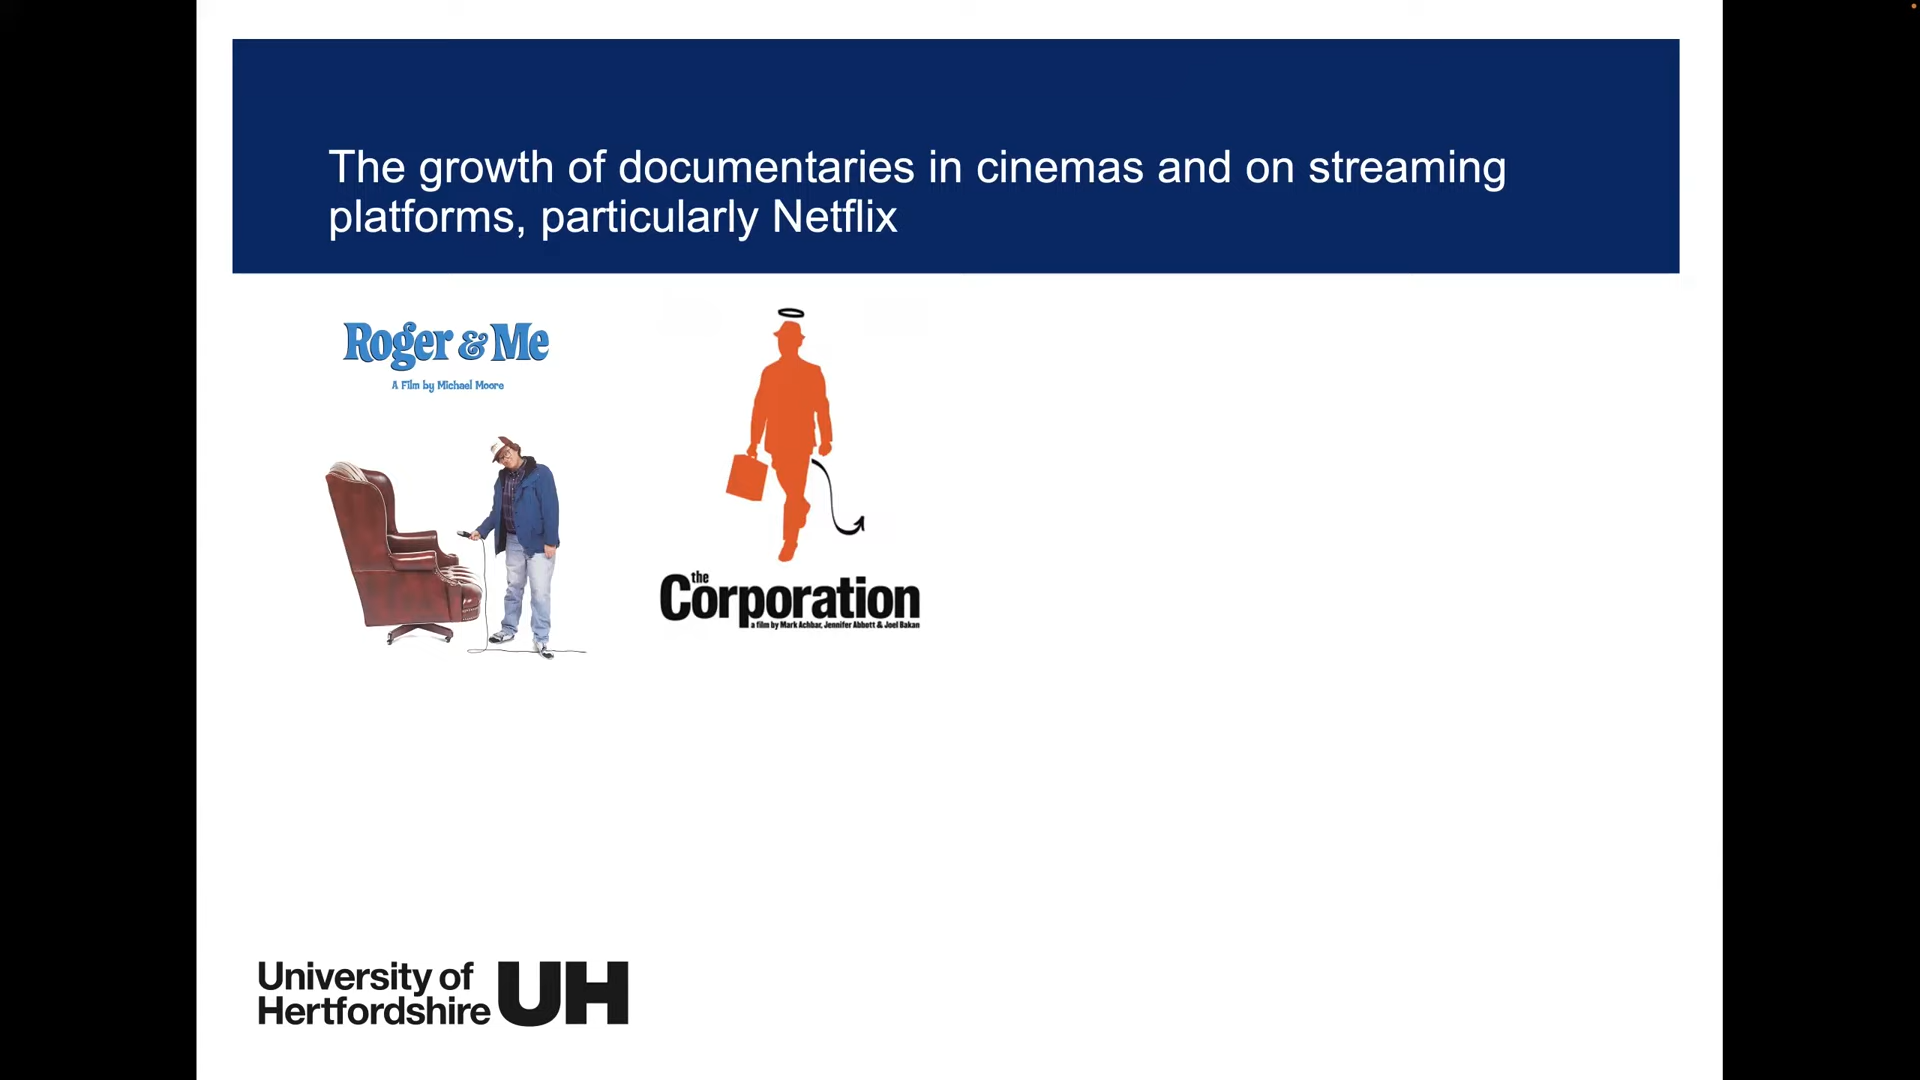 The growth of documentaries in cinemas and on streaming
platforms, particularly Netflix
Roger & Me
A Film by Michael Moore
the
Corporation
a film by Mark Achbar, Jennifer Abbott & Joel Bakan
University of
Hertfordshire
UH